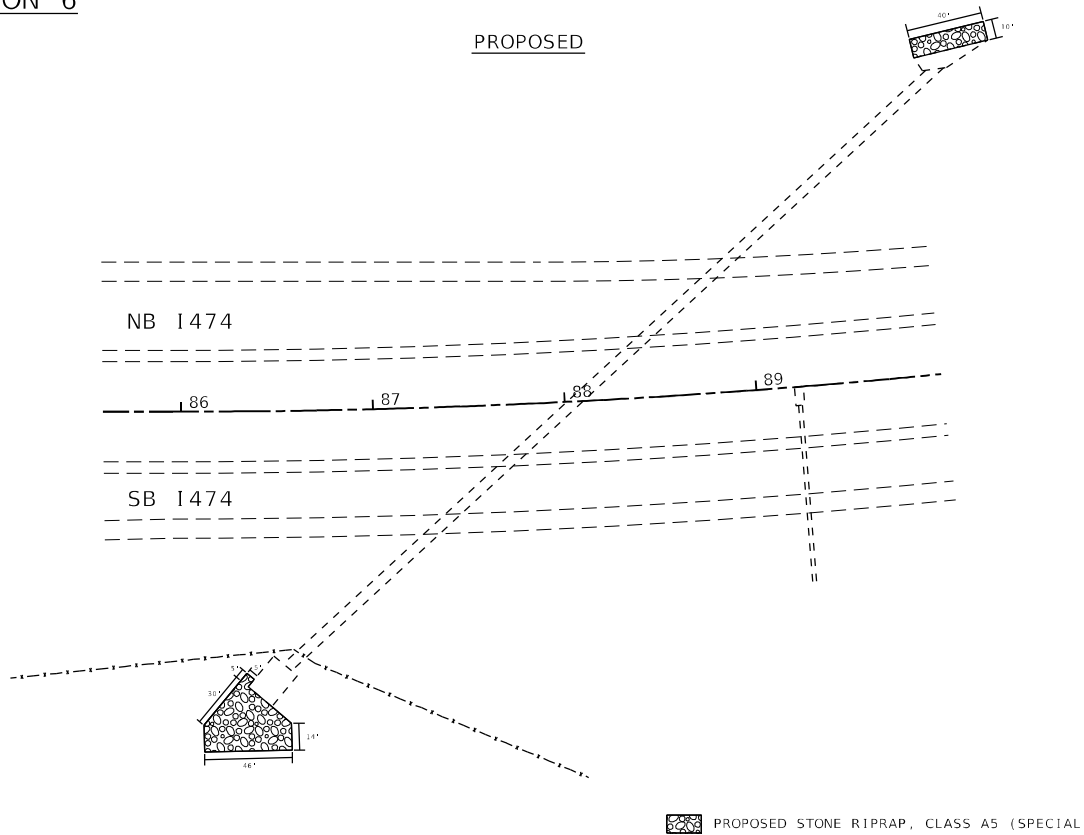 ON 6
PROPOSED
40'
10'
NB I474
86
87
88
89
SB I474
5'
5'
30'
14'
46'
PROPOSED STONE RIPRAP, CLASS A5 (SPECIAL